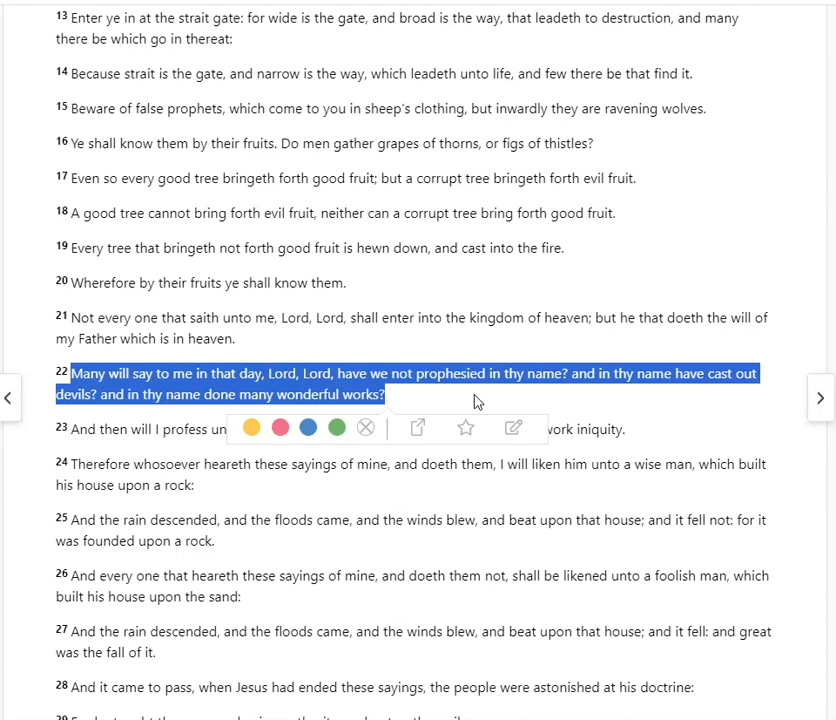 13 Enter ye in at the strait gate: for wide is the gate, and broad is the way, that leadeth to destruction, and many
there be which go in thereat:
14 Because strait is the gate, and narrow is the way, which leadeth unto life, and few there be that find it.
15 Beware of false prophets, which come to you in sheep's clothing, but inwardly they are ravening wolves.
16 Ye shall know them by their fruits. Do men gather grapes of thorns, or figs of thistles?
17 Even so every good tree bringeth forth good fruit; but a corrupt tree bringeth forth evil fruit.
18 A good tree cannot bring forth evil fruit, neither can a corrupt tree bring forth good fruit.
19 Every tree that bringeth not forth good fruit is hewn down, and cast into the fire.
20 Wherefore by their fruits ye shall know them.
21 Not every one that saith unto me, Lord, Lord, shall enter into the kingdom of heaven; but he that doeth the will of
my Father which is in heaven.
22 Many will say to me in that day, Lord, Lord, have we not prophesied in thy name? and in thy name have cast out
devils? and in thy name done many wonderful works?
23 And then will I profess un work iniquity.
24 Therefore whosoever heareth these sayings of mine, and doeth them, I will liken him unto a wise man, which built
his house upon a rock:
25 And the rain descended, and the floods came, and the winds blew, and beat upon that house; and it fell not: for it
was founded upon a rock.
26 And every one that heareth these sayings of mine, and doeth them not, shall be likened unto a foolish man, which
built his house upon the sand:
27 And the rain descended, and the floods came, and the winds blew, and beat upon that house; and it fell: and great
was the fall of it.
28 And it came to pass, when Jesus had ended these sayings, the people were astonished at his doctrine: